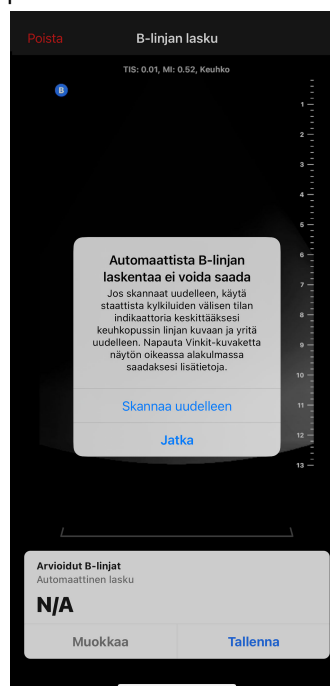 Poista
B-linjan lasku
TIS: 0.01, MI: 0.52, Keuhko
B
1
2
3
4
5
6
7
8
9
10
11
12
13
Automaattista B-linjan
laskentaa ei voida saada
Jos skannaat uudelleen, käytä
staattista kylkiluiden välisen tilan
indikaattoria keskittääksesi
keuhkopussin linjan kuvaan ja yritä
uudelleen. Napauta Vinkit-kuvaketta
näytön oikeassa alakulmassa
saadaksesi lisätietoja.
Skannaa uudelleen
Jatka
Arvioidut B-linjat
Automaattinen lasku
N/A
Muokkaa
Tallenna